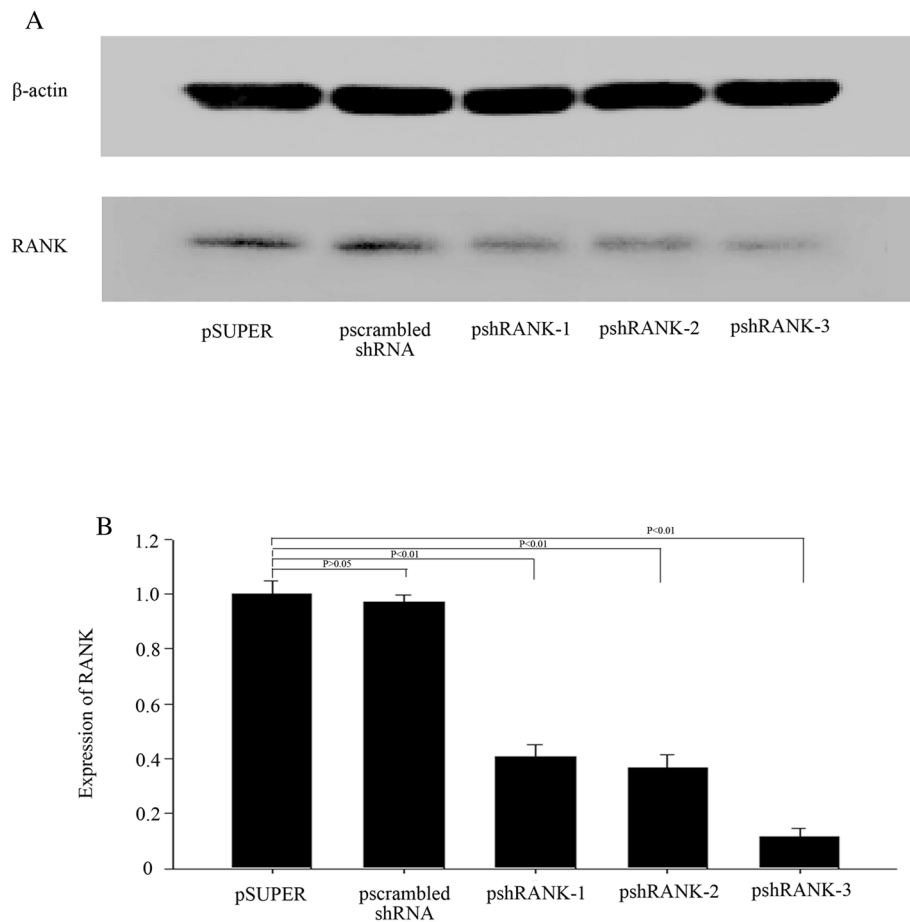 A
β-actin
RANK
pSUPER
pscrambled
shRNA
pshRANK-1
pshRANK-2
pshRANK-3
B
P<0.01
P<0.01
P<0.01
P>0.05
1.2
1.0
0.8
0.6
0.4
0.2
0
Expression of RANK
pSUPER
pscrambled
shRNA
pshRANK-1
pshRANK-2
pshRANK-3